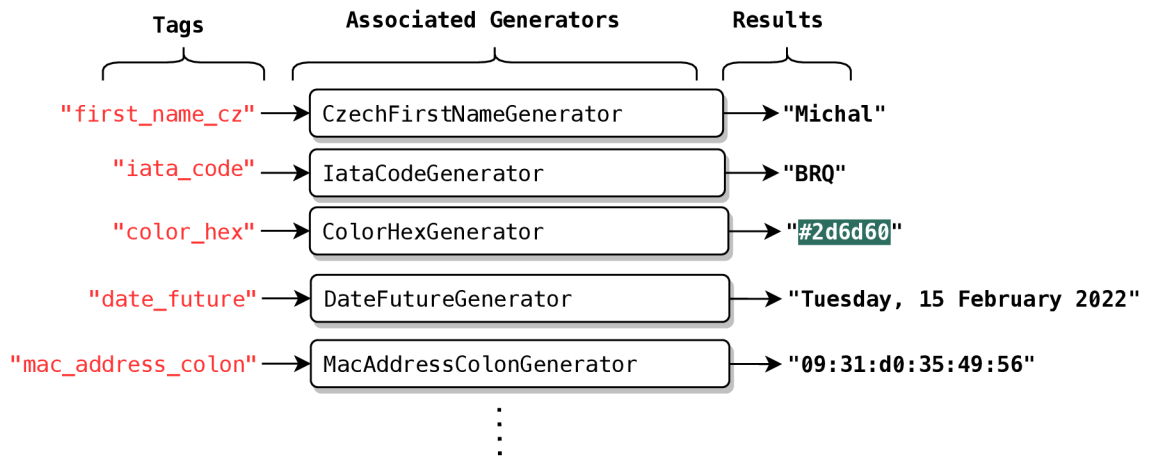 Tags Associated Generators Results
"first_name_cz" CzechFirstNameGenerator "Michal"
"iata_code" IataCodeGenerator "BRQ"
"color_hex" ColorHexGenerator "#2d6d60"
"date_future" DateFutureGenerator "Tuesday, 15 February 2022"
"mac_address_colon" MacAddressColonGenerator "09:31:d0:35:49:56"